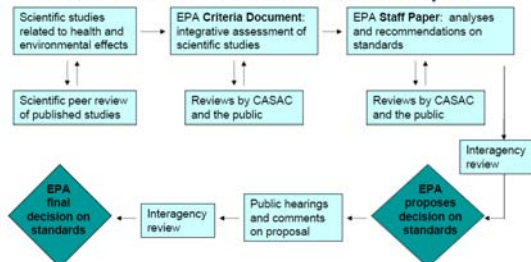 Scientific studies
related to health and
environmental effects
EPA Criteria Document:
integrative assessment of
scientific studies
EPA Staff Paper: analyses
and recommendations on
standards
Scientific peer review
of published studies
Reviews by CASAC
and the public
Reviews by CASAC
and the public
Interagency
review
EPA
proposes
decision on
standards
Public hearings
and comments
on proposal
Interagency
review
EPA
final
decision on
standards